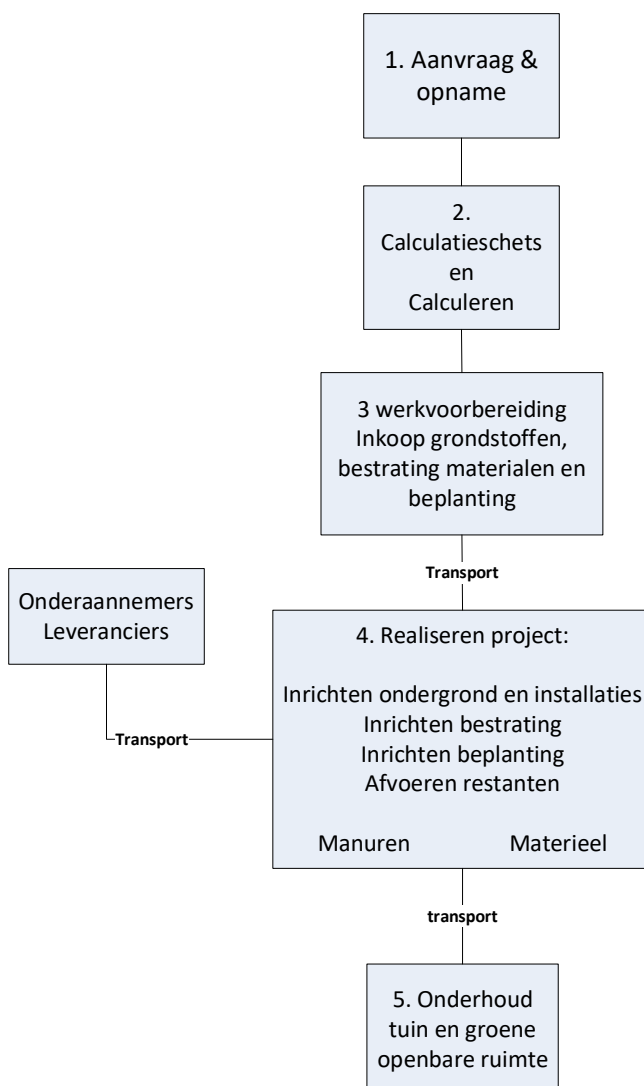 1. Aanvraag &
opname
2.
Calculatieschets
en
Calculeren
3 werkvoorbereiding
Inkoop grondstoffen,
bestrating materialen en
beplanting
Transport
Onderaannemers
Leveranciers
Transport
4. Realiseren project:
Inrichten ondergrond en installaties
Inrichten bestrating
Inrichten beplanting
Afvoeren restanten
Manuren Materieel
transport
5. Onderhoud
tuin en groene
openbare ruimte